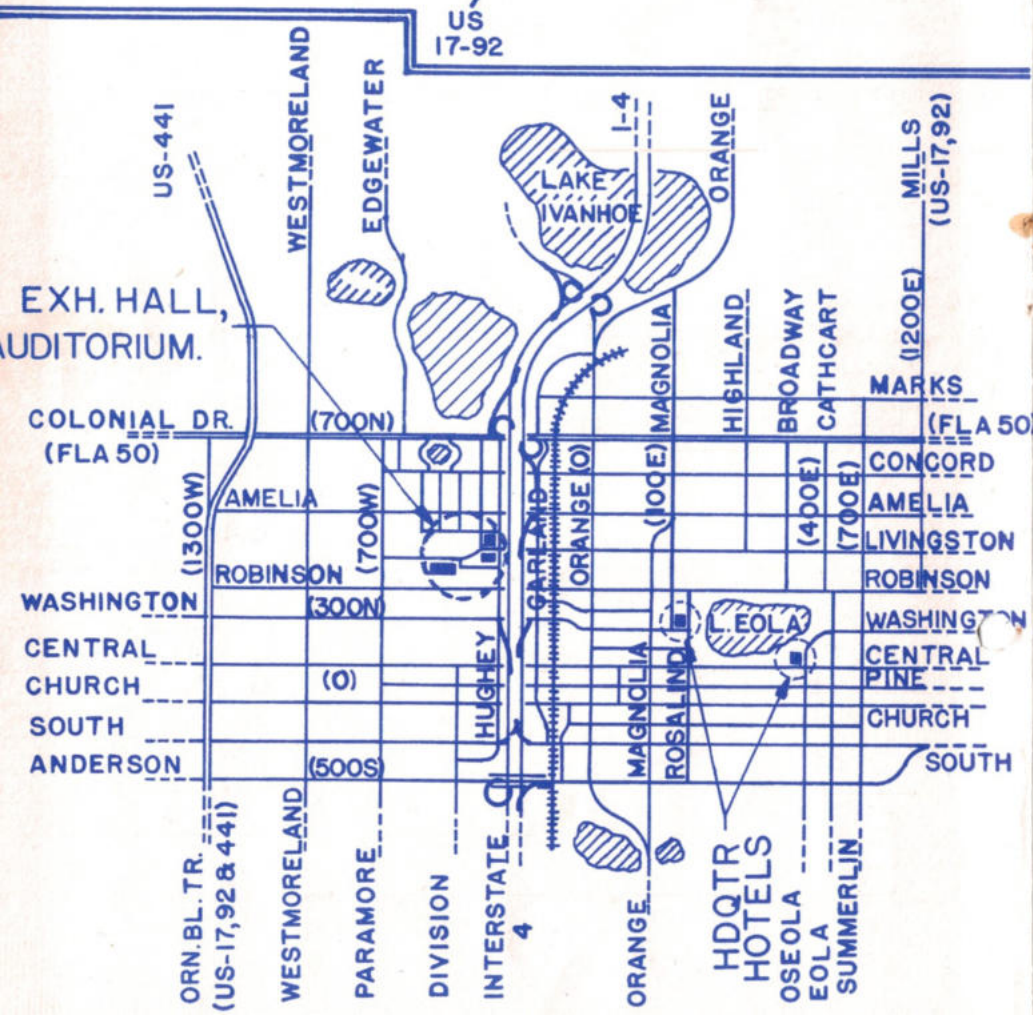 US
17-92
US-441
WESTMORELAND
EDGEWATER
I-4
ORANGE
MILLS
(US-17,92)
LAKE
IVANHOE
EXH. HALL,
AUDITORIUM.
MAGNOLIA
HIGHLAND
BROADWAY
CATHCART
(1200E)
MARKS
COLONIAL DR.
(700N)
(FLA 50)
(FLA 50
CONCORD
(1300W)
AMELIA
(700W)
GARLAND
ORANGE (0)
(100E)
(400E)
(700E)
AMELIA
LIVINGSTON
ROBINSON
ROBINSON
WASHINGTON
(300N)
L. EOLA
WASHINGTON
CENTRAL
HUGHEY
MAGNOLIA
ROSALIND
CENTRAL
PINE
CHURCH
(0)
SOUTH
CHURCH
ANDERSON
(500S)
SOUTH
ORN. BL. TR.
(US-17,92 & 441)
WESTMORELAND
PARAMORE
DIVISION
INTERSTATE
4
ORANGE
HDQTR
HOTELS
OSEOLA
EOLA
SUMMERLIN